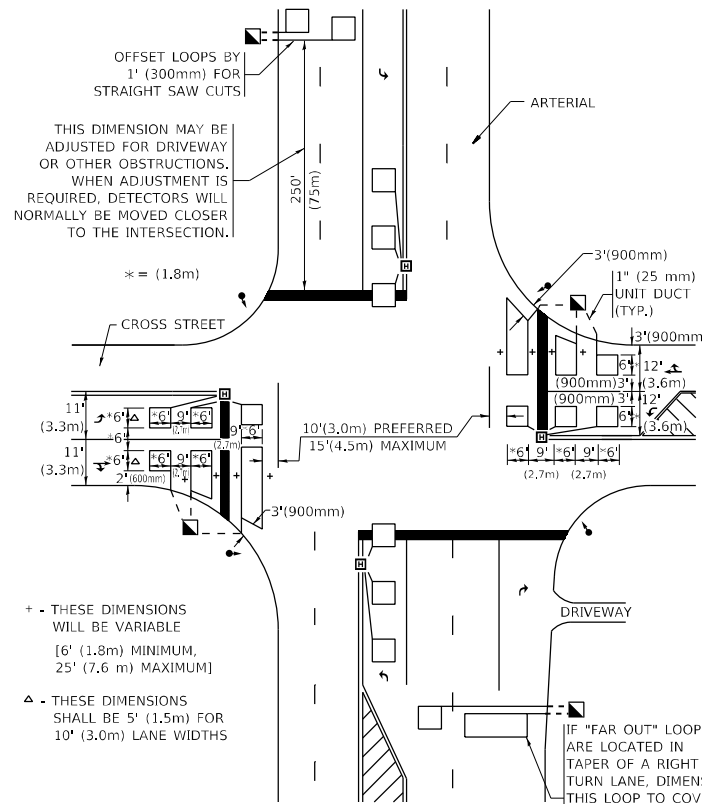 OFFSET LOOPS BY
1' (300mm) FOR
STRAIGHT SAW CUTS
THIS DIMENSION MAY BE
ADJUSTED FOR DRIVEWAY
OR OTHER OBSTRUCTIONS.
WHEN ADJUSTMENT IS
REQUIRED, DETECTORS WILL
NORMALLY BE MOVED CLOSER
TO THE INTERSECTION.
250'
(75m)
ARTERIAL
* = (1.8m)
CROSS STREET
H
3'(900mm)
1" (25 mm)
UNIT DUCT
(TYP.)
3'(900mm
6'*
12'
(3.6m)
(900mm)3'
(900mm)3'
6'*
12'
(3.6m)
H
*6' 9' *6' 9' *6'
(2.7m) (2.7m)
10'(3.0m) PREFERRED
15'(4.5m) MAXIMUM
H
11'
(3.3m)
*6' △ *6' 9' *6'
(2.7m)
*6'
9' *6'
(2.7m)
11'
(3.3m)
*6' △ *6' 9' *6'
(2.7m)
2'(600mm)
3'(900mm)
H
+ - THESE DIMENSIONS
WILL BE VARIABLE
[6' (1.8m) MINIMUM,
25' (7.6 m) MAXIMUM]
△ - THESE DIMENSIONS
SHALL BE 5' (1.5m) FOR
10' (3.0m) LANE WIDTHS
DRIVEWAY
IF "FAR OUT" LOOP
ARE LOCATED IN
TAPER OF A RIGHT
TURN LANE, DIMENS
THIS LOOP TO COV